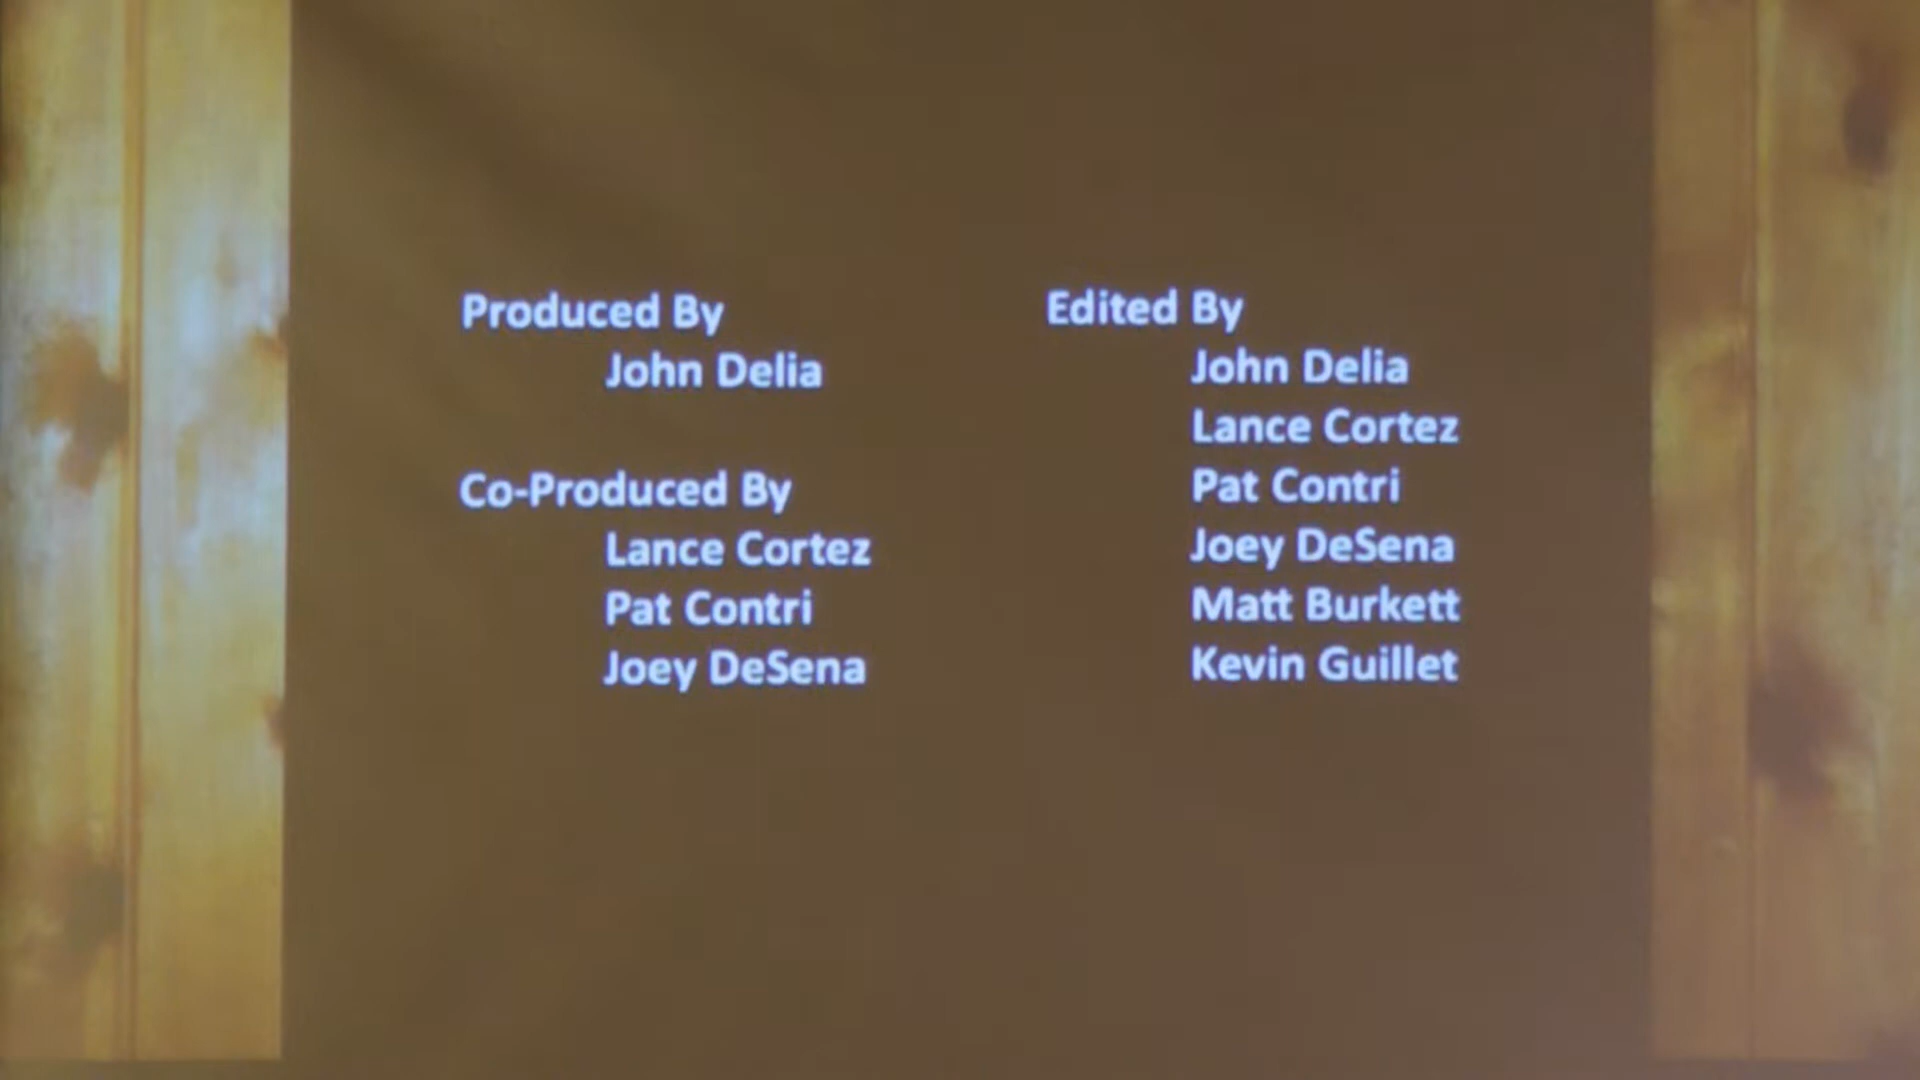 Produced By
John Delia
Co-Produced By
Lance Cortez
Pat Contri
Joey DeSena
Edited By
John Delia
Lance Cortez
Pat Contri
Joey DeSena
Matt Burkett
Kevin Guillet